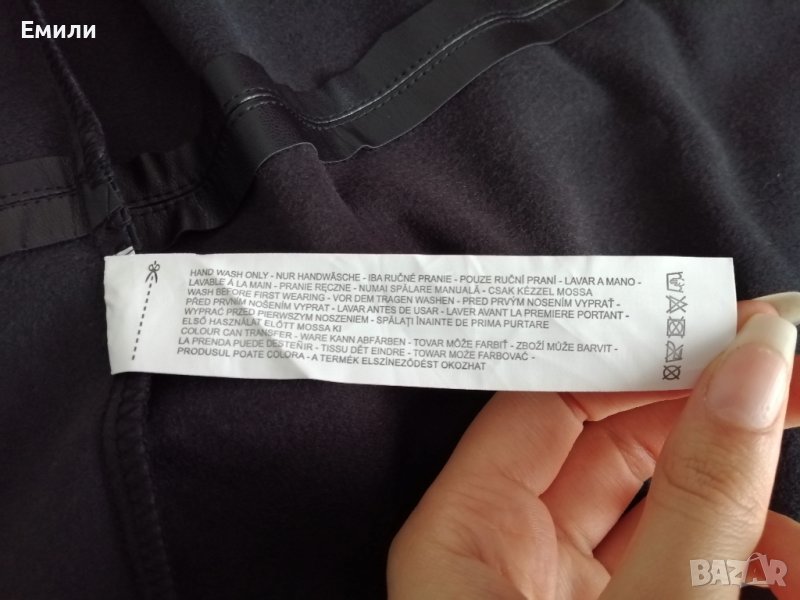 Емили
HAND WASH ONLY - NUR HANDWÄSCHE - IBA RUČNÉ PRANIE - POUZE RUČNÍ PRANÍ - LAVAR A MANO -
LAVABLE Á LA MAIN - PRANIE RĘCZNE - NUMAI SPĂLARE MANUALĂ - CSAK KÉZZEL MOSSA
WASH BEFORE FIRST WEARING - VOR DEM TRAGEN WASHEN - PRED PRVÝM NOSENÍM VYPRAŤ -
PŘED PRVNÍM NOŠENÍM VYPRAT - LAVAR ANTES DE USAR - LAVER AVANT LA PREMIERE PORTANT -
WYPRAĆ PRZED PIERWSZYM NOSZENIEM - SPĂLAŢI ÎNAINTE DE PRIMA PURTARE
ELSŐ HASZNÁLAT ELŐTT MOSSA KI
COLOUR CAN TRANSFER - WARE KANN ABFÄRBEN - TOVAR MÔŽE FARBIŤ - ZBOŽÍ MŮŽE BARVIT -
LA PRENDA PUEDE DESTEÑIR - TISSU DÉT EINDRE - TOWAR MOŻE FARBOWAĆ -
PRODUSUL POATE COLORA - A TERMÉK ELSZÍNEZŐDÉST OKOZHAT
BAZAR